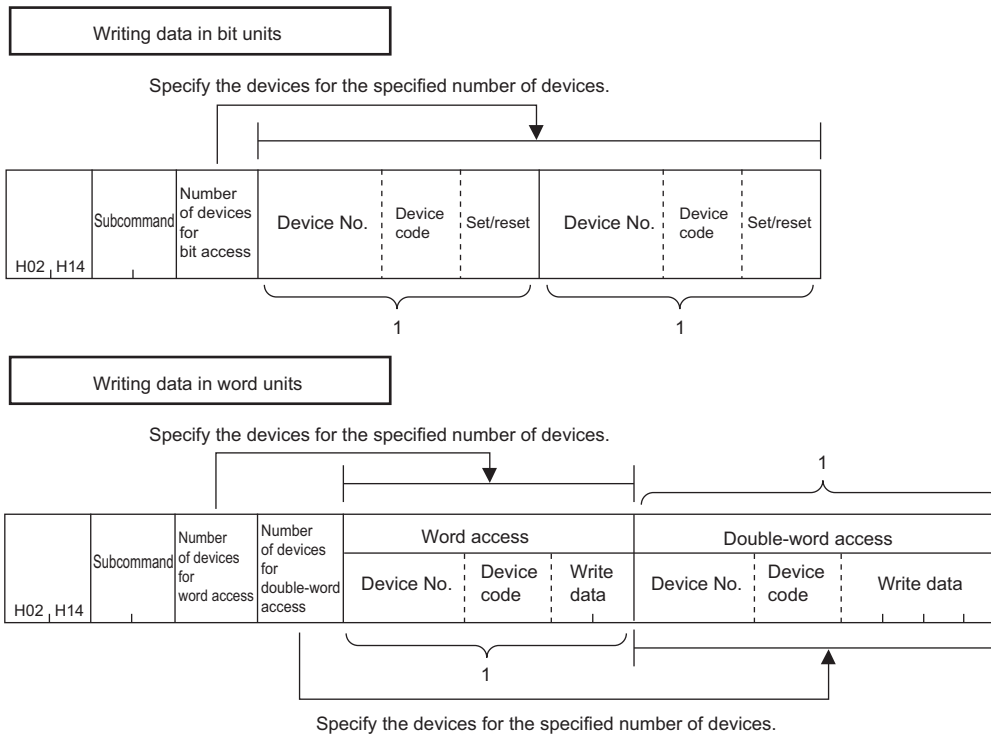 Writing data in bit units
Specify the devices for the specified number of devices.
H02 H14
Subcommand
Number
of devices
for
bit access
Device No.
Device
code
Set/reset
Device No.
Device
code
Set/reset
1
1
Writing data in word units
Specify the devices for the specified number of devices.
1
H02 H14
Subcommand
Number
of devices
for
word access
Number
of devices
for
double-word
access
Word access
Device No.
Device
code
Write
data
Double-word access
Device No.
Device
code
Write data
1
Specify the devices for the specified number of devices.